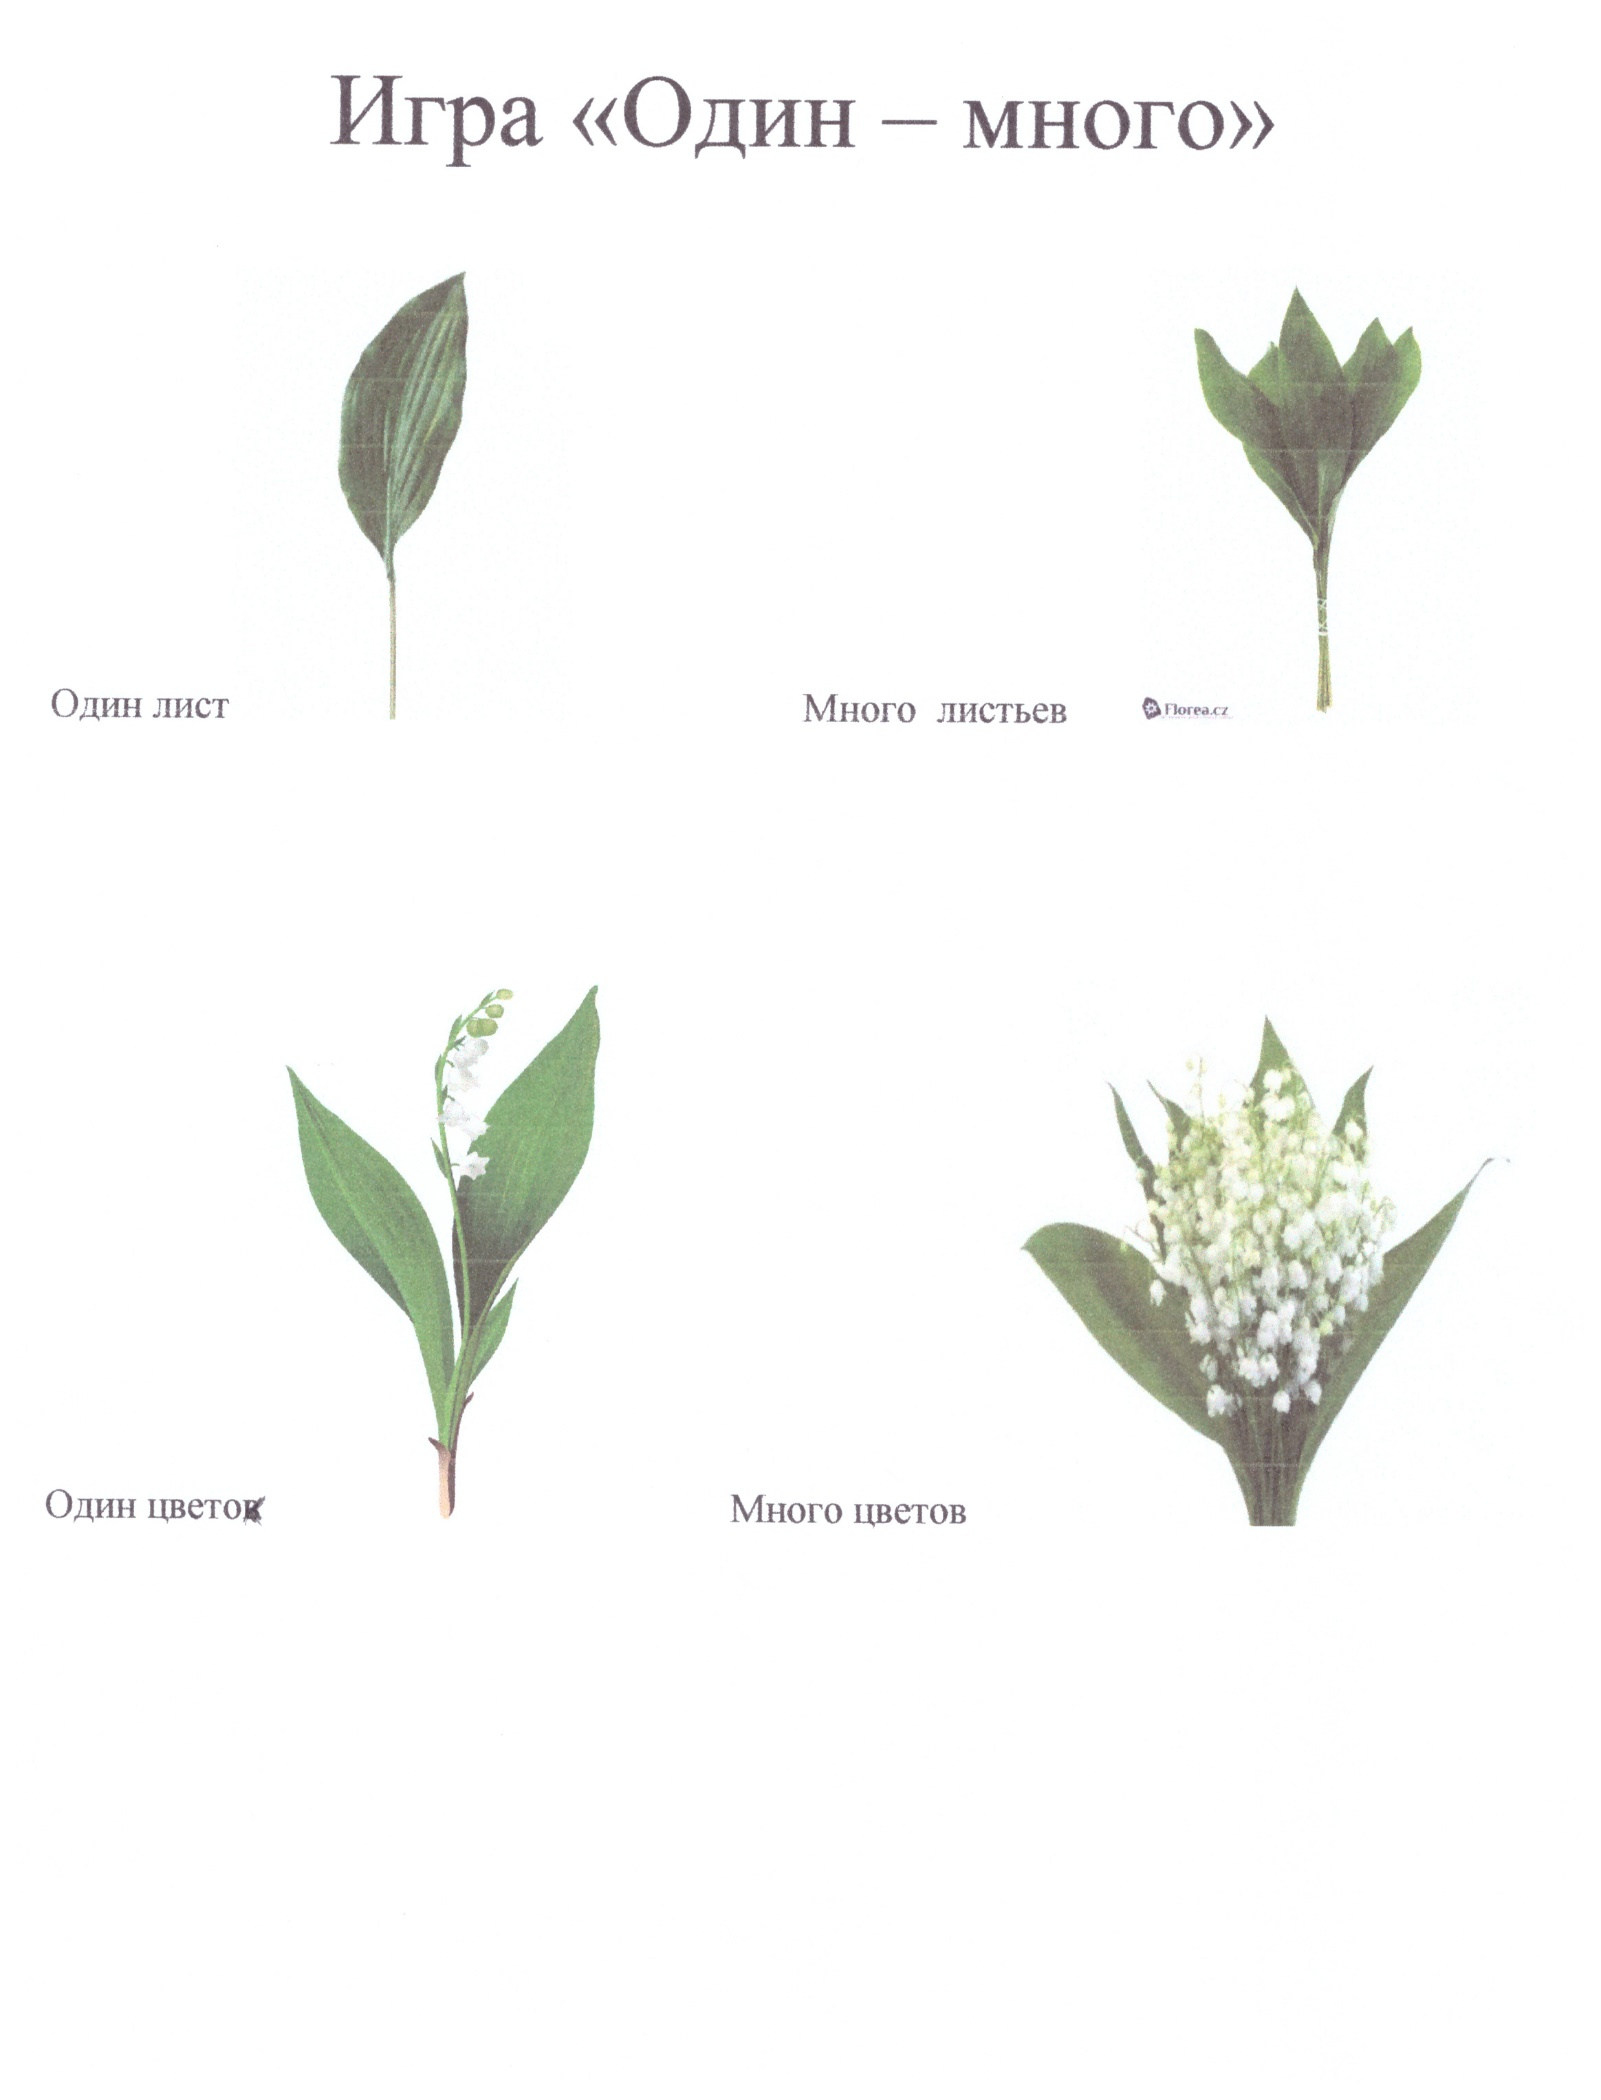 Игра «Один – много»
Один лист
Много листьев
Florea.cz
Один цветок
Много цветов